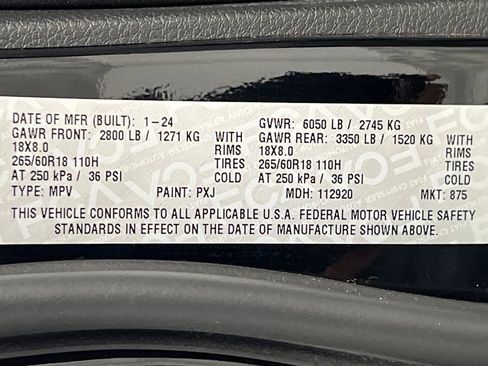 DATE OF MFR (BUILT): 1-24 GVWR: 6050 LB / 2745 KG
GAWR FRONT: 2800 LB / 1271 KG WITH GAWR REAR: 3350 LB / 1520 KG WITH
18X8.0 RIMS 18X8.0 RIMS
265/60R18 110H TIRES 265/60R18 110H TIRES
AT 250 kPa / 36 PSI COLD AT 250 kPa / 36 PSI COLD
TYPE: MPV PAINT: PXJ MDH: 112920 MKT: 875
THIS VEHICLE CONFORMS TO ALL APPLICABLE U.S.A. FEDERAL MOTOR VEHICLE SAFETY
STANDARDS IN EFFECT ON THE DATE OF MANUFACTURE SHOWN ABOVE.